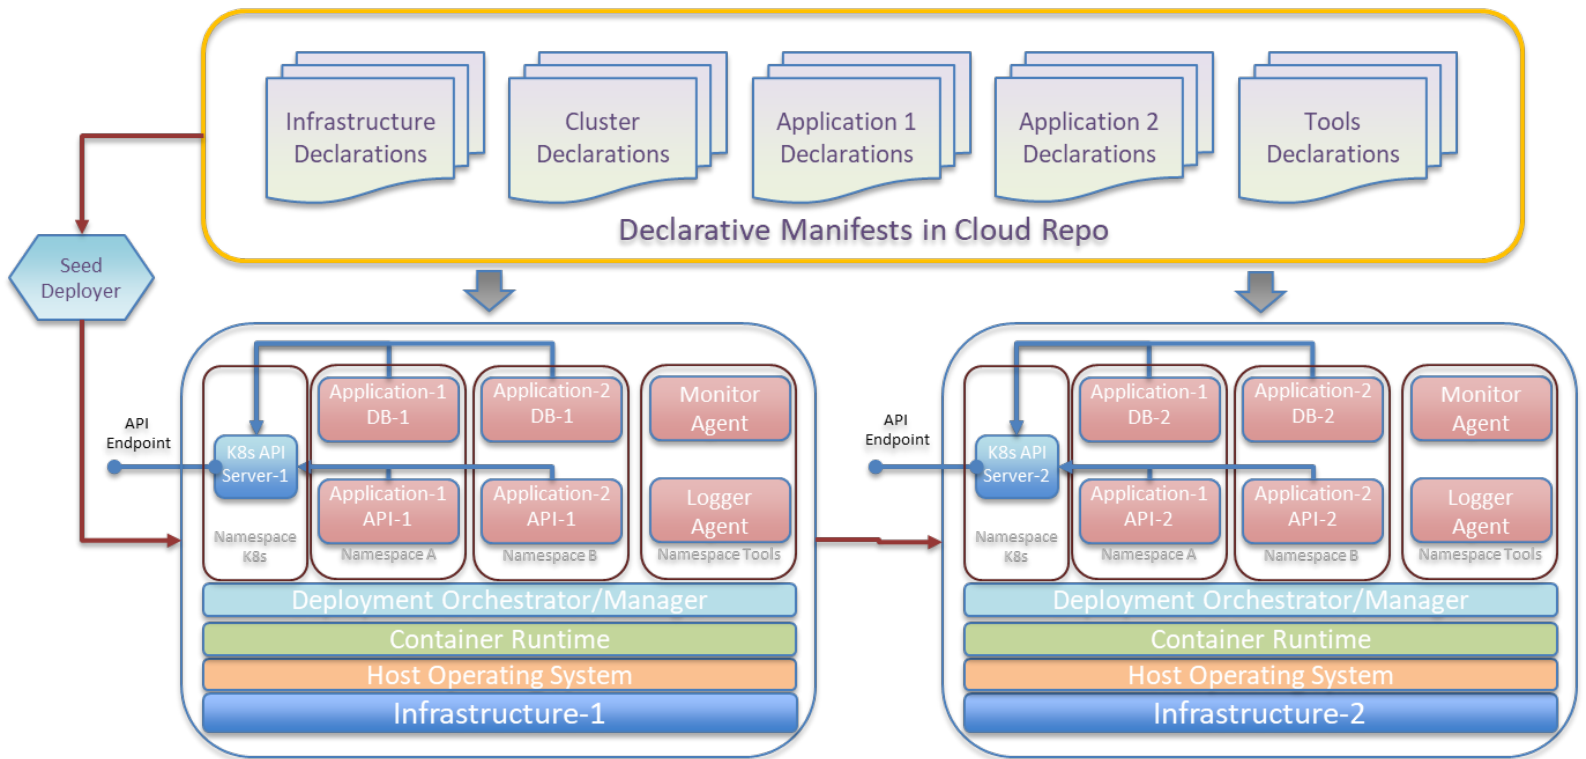 Infrastructure
Declarations
Cluster
Declarations
Application 1
Declarations
Application 2
Declarations
Tools
Declarations
Declarative Manifests in Cloud Repo
Seed
Deployer
API
Endpoint
K8s API
Server-1
Namespace
K8s
Application-1
DB-1
Application-1
API-1
Namespace A
Application-2
DB-1
Application-2
API-1
Namespace B
Monitor
Agent
Logger
Agent
Namespace Tools
Deployment Orchestrator/Manager
Container Runtime
Host Operating System
Infrastructure-1
API
Endpoint
K8s API
Server-2
Namespace
K8s
Application-1
DB-2
Application-1
API-2
Namespace A
Application-2
DB-2
Application-2
API-2
Namespace B
Monitor
Agent
Logger
Agent
Namespace Tools
Deployment Orchestrator/Manager
Container Runtime
Host Operating System
Infrastructure-2